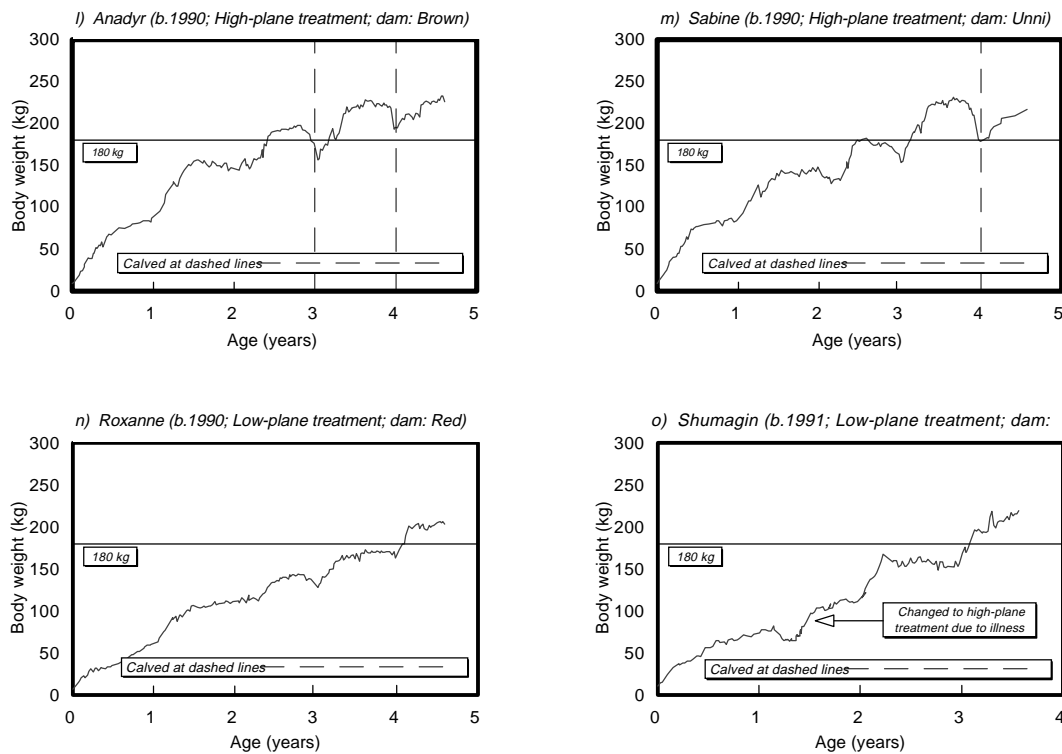 l) Anadyr (b.1990; High-plane treatment; dam: Brown)
300
250
200
150
100
50
0
Body weight (kg)
180 kg
Calved at dashed lines
0 1 2 3 4 5
Age (years)
m) Sabine (b.1990; High-plane treatment; dam: Unni)
300
250
200
150
100
50
0
Body weight (kg)
180 kg
Calved at dashed lines
0 1 2 3 4 5
Age (years)
n) Roxanne (b.1990; Low-plane treatment; dam: Red)
300
250
200
150
100
50
0
Body weight (kg)
180 kg
Calved at dashed lines
0 1 2 3 4 5
Age (years)
o) Shumagin (b.1991; Low-plane treatment; dam:
300
250
200
150
100
50
0
Body weight (kg)
180 kg
Changed to high-plane
treatment due to illness
Calved at dashed lines
0 1 2 3 4
Age (years)